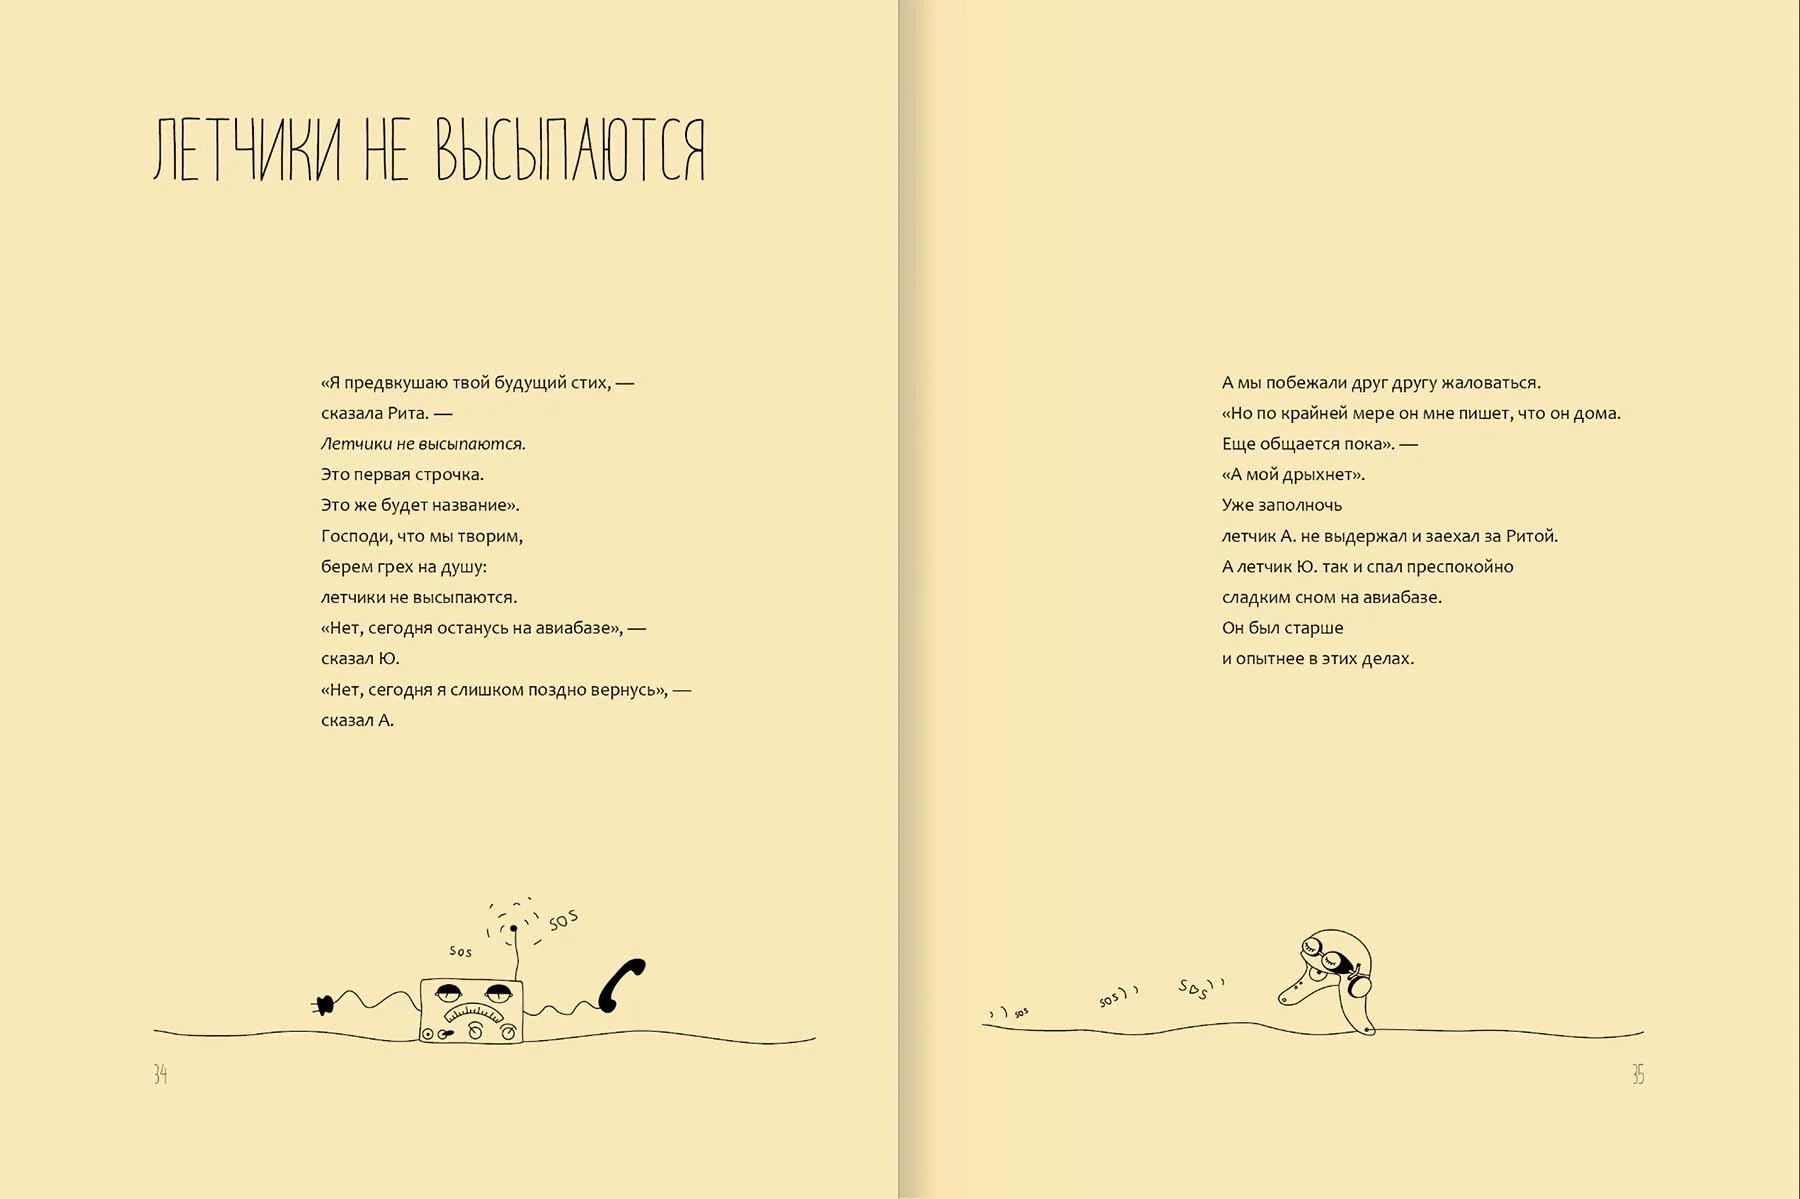 ЛЕТЧИКИ НЕ ВЫСЫПАЮТСЯ
«Я предвкушаю твой будущий стих, —
сказала Рита. —
Летчики не высыпаются.
Это первая строчка.
Это же будет название».
Господи, что мы творим,
берем грех на душу:
летчики не высыпаются.
«Нет, сегодня останусь на авиабазе», —
сказал Ю.
«Нет, сегодня я слишком поздно вернусь», —
сказал А.
SOS
SOS
34
А мы побежали друг другу жаловаться.
«Но по крайней мере он мне пишет, что он дома.
Еще общается пока». —
«А мой дрыхнет».
Уже заполночь
летчик А. не выдержал и заехал за Ритой.
А летчик Ю. так и спал преспокойно
сладким сном на авиабазе.
Он был старше
и опытнее в этих делах.
SOS
SOS
SOS
35